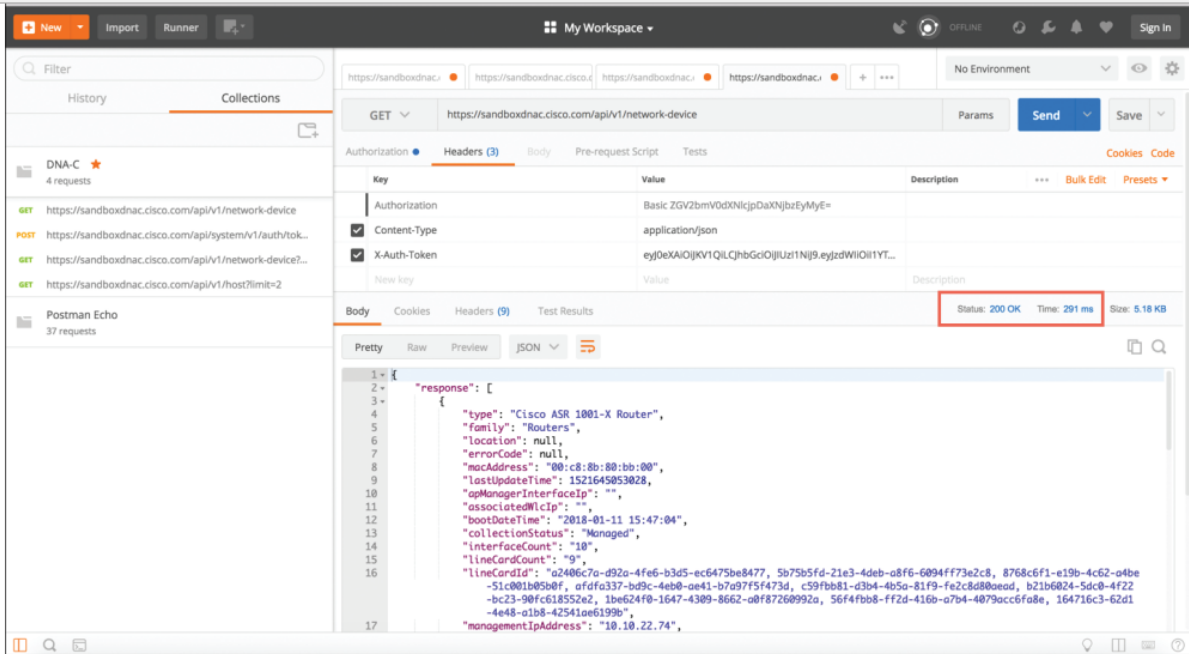 New Import Runner My Workspace OFFLINE Sign In
Filter
History Collections
DNA-C
4 requests
GET https://sandboxdnac.cisco.com/api/v1/network-device
POST https://sandboxdnac.cisco.com/api/system/v1/auth/tok...
GET https://sandboxdnac.cisco.com/api/v1/network-device?...
GET https://sandboxdnac.cisco.com/api/v1/host?limit=2
Postman Echo
37 requests
https://sandboxdnac.c https://sandboxdnac.cisco.c https://sandboxdnac.c https://sandboxdnac.c + ••• No Environment
GET https://sandboxdnac.cisco.com/api/v1/network-device Params Send Save
Authorization Headers (3) Body Pre-request Script Tests Cookies Code
Key Value Description ••• Bulk Edit Presets
Authorization Basic ZGV2bmV0dXNlcjpDaXNjbzEyMyE=
Content-Type application/json
X-Auth-Token eyJ0eXAiOiJKV1QiLCJhbGciOiJIUzI1NiJ9.eyJzdWIiOiI1YT...
New key Value Description
Body Cookies Headers (9) Test Results Status: 200 OK Time: 291 ms Size: 5.18 KB
Pretty Raw Preview JSON
1 {
2 "response": [
3 {
4 "type": "Cisco ASR 1001-X Router",
5 "family": "Routers",
6 "location": null,
7 "errorCode": null,
8 "macAddress": "00:c8:8b:80:bb:00",
9 "lastUpdateTime": 1521645053028,
10 "apManagerInterfaceIp": "",
11 "associatedWlcIp": "",
12 "bootDateTime": "2018-01-11 15:47:04",
13 "collectionStatus": "Managed",
14 "interfaceCount": "10",
15 "lineCardCount": "9",
16 "lineCardId": "a2406c7a-d92a-4fe6-b3d5-ec6475be8477, 5b75b5fd-21e3-4deb-a8f6-6094ff73e2c8, 8768c6f1-e19b-4c62-a4be
-51c001b05b0f, afdfa337-bd9c-4eb0-ae41-b7a97f5f473d, c59fbb81-d3b4-4b5a-81f9-fe2c8d80aead, b21b6024-5dc0-4f22
-bc23-90fc618552e2, 1be624f0-1647-4309-8662-a0f87260992a, 56f4fbb8-ff2d-416b-a7b4-4079acc6fa8e, 164716c3-62d1
-4e48-a1b8-42541ae6199b",
17 "managementIpAddress": "10.10.22.74",